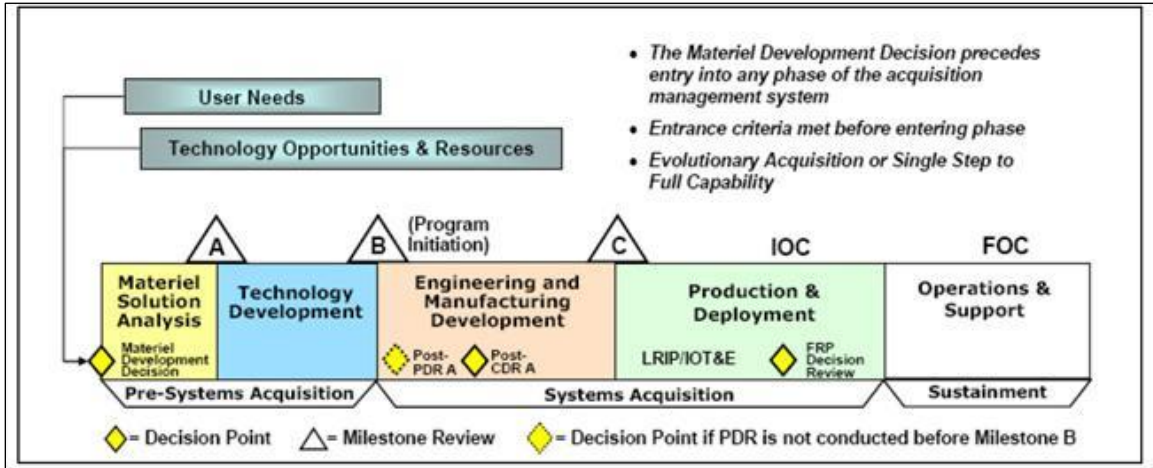 • The Materiel Development Decision precedes
entry into any phase of the acquisition
management system
• Entrance criteria met before entering phase
• Evolutionary Acquisition or Single Step to
Full Capability
User Needs
Technology Opportunities & Resources
A
B
(Program
Initiation)
C
IOC
FOC
Materiel
Solution
Analysis
Materiel
Development
Decision
Technology
Development
Engineering and
Manufacturing
Development
Post-
PDR A
Post-
CDR A
Production &
Deployment
LRIP/IOT&E
FRP
Decision
Review
Operations &
Support
Pre-Systems Acquisition
Systems Acquisition
Sustainment
= Decision Point
= Milestone Review
= Decision Point if PDR is not conducted before Milestone B